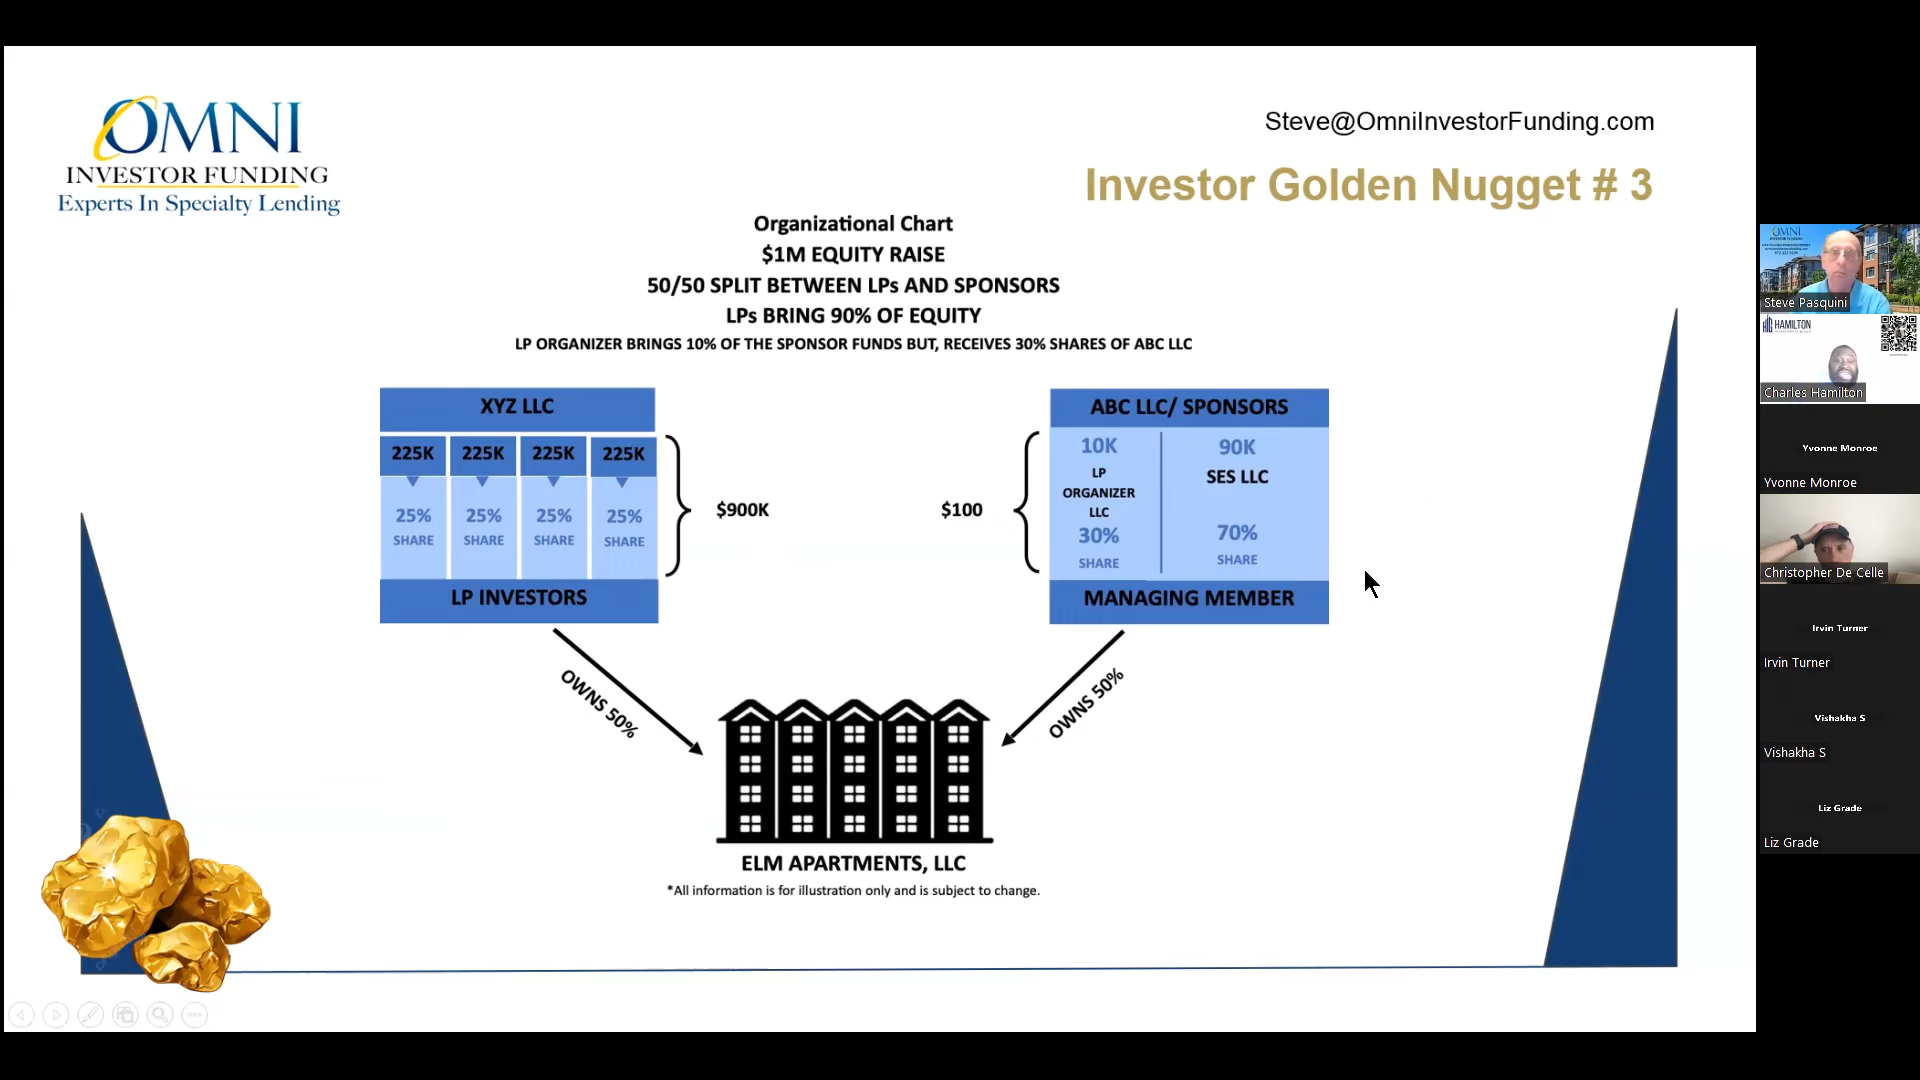 OMNI
INVESTOR FUNDING
Experts In Specialty Lending
Steve@OmniInvestorFunding.com
Investor Golden Nugget # 3
Organizational Chart
$1M EQUITY RAISE
50/50 SPLIT BETWEEN LPs AND SPONSORS
LPs BRING 90% OF EQUITY
LP ORGANIZER BRINGS 10% OF THE SPONSOR FUNDS BUT, RECEIVES 30% SHARES OF ABC LLC
XYZ LLC
225K 225K 225K 225K
25% 25% 25% 25%
SHARE SHARE SHARE SHARE
LP INVESTORS
$900K
$100
ABC LLC/ SPONSORS
10K
LP
ORGANIZER
LLC
30%
SHARE
90K
SES LLC
70%
SHARE
MANAGING MEMBER
OWNS 50%
OWNS 50%
ELM APARTMENTS, LLC
*All information is for illustration only and is subject to change.
OMNI
Steve Pasquini
HAMILTON
Charles Hamilton
Yvonne Monroe
Yvonne Monroe
Christopher De Celle
Irvin Turner
Irvin Turner
Vishakha S
Vishakha S
Liz Grade
Liz Grade